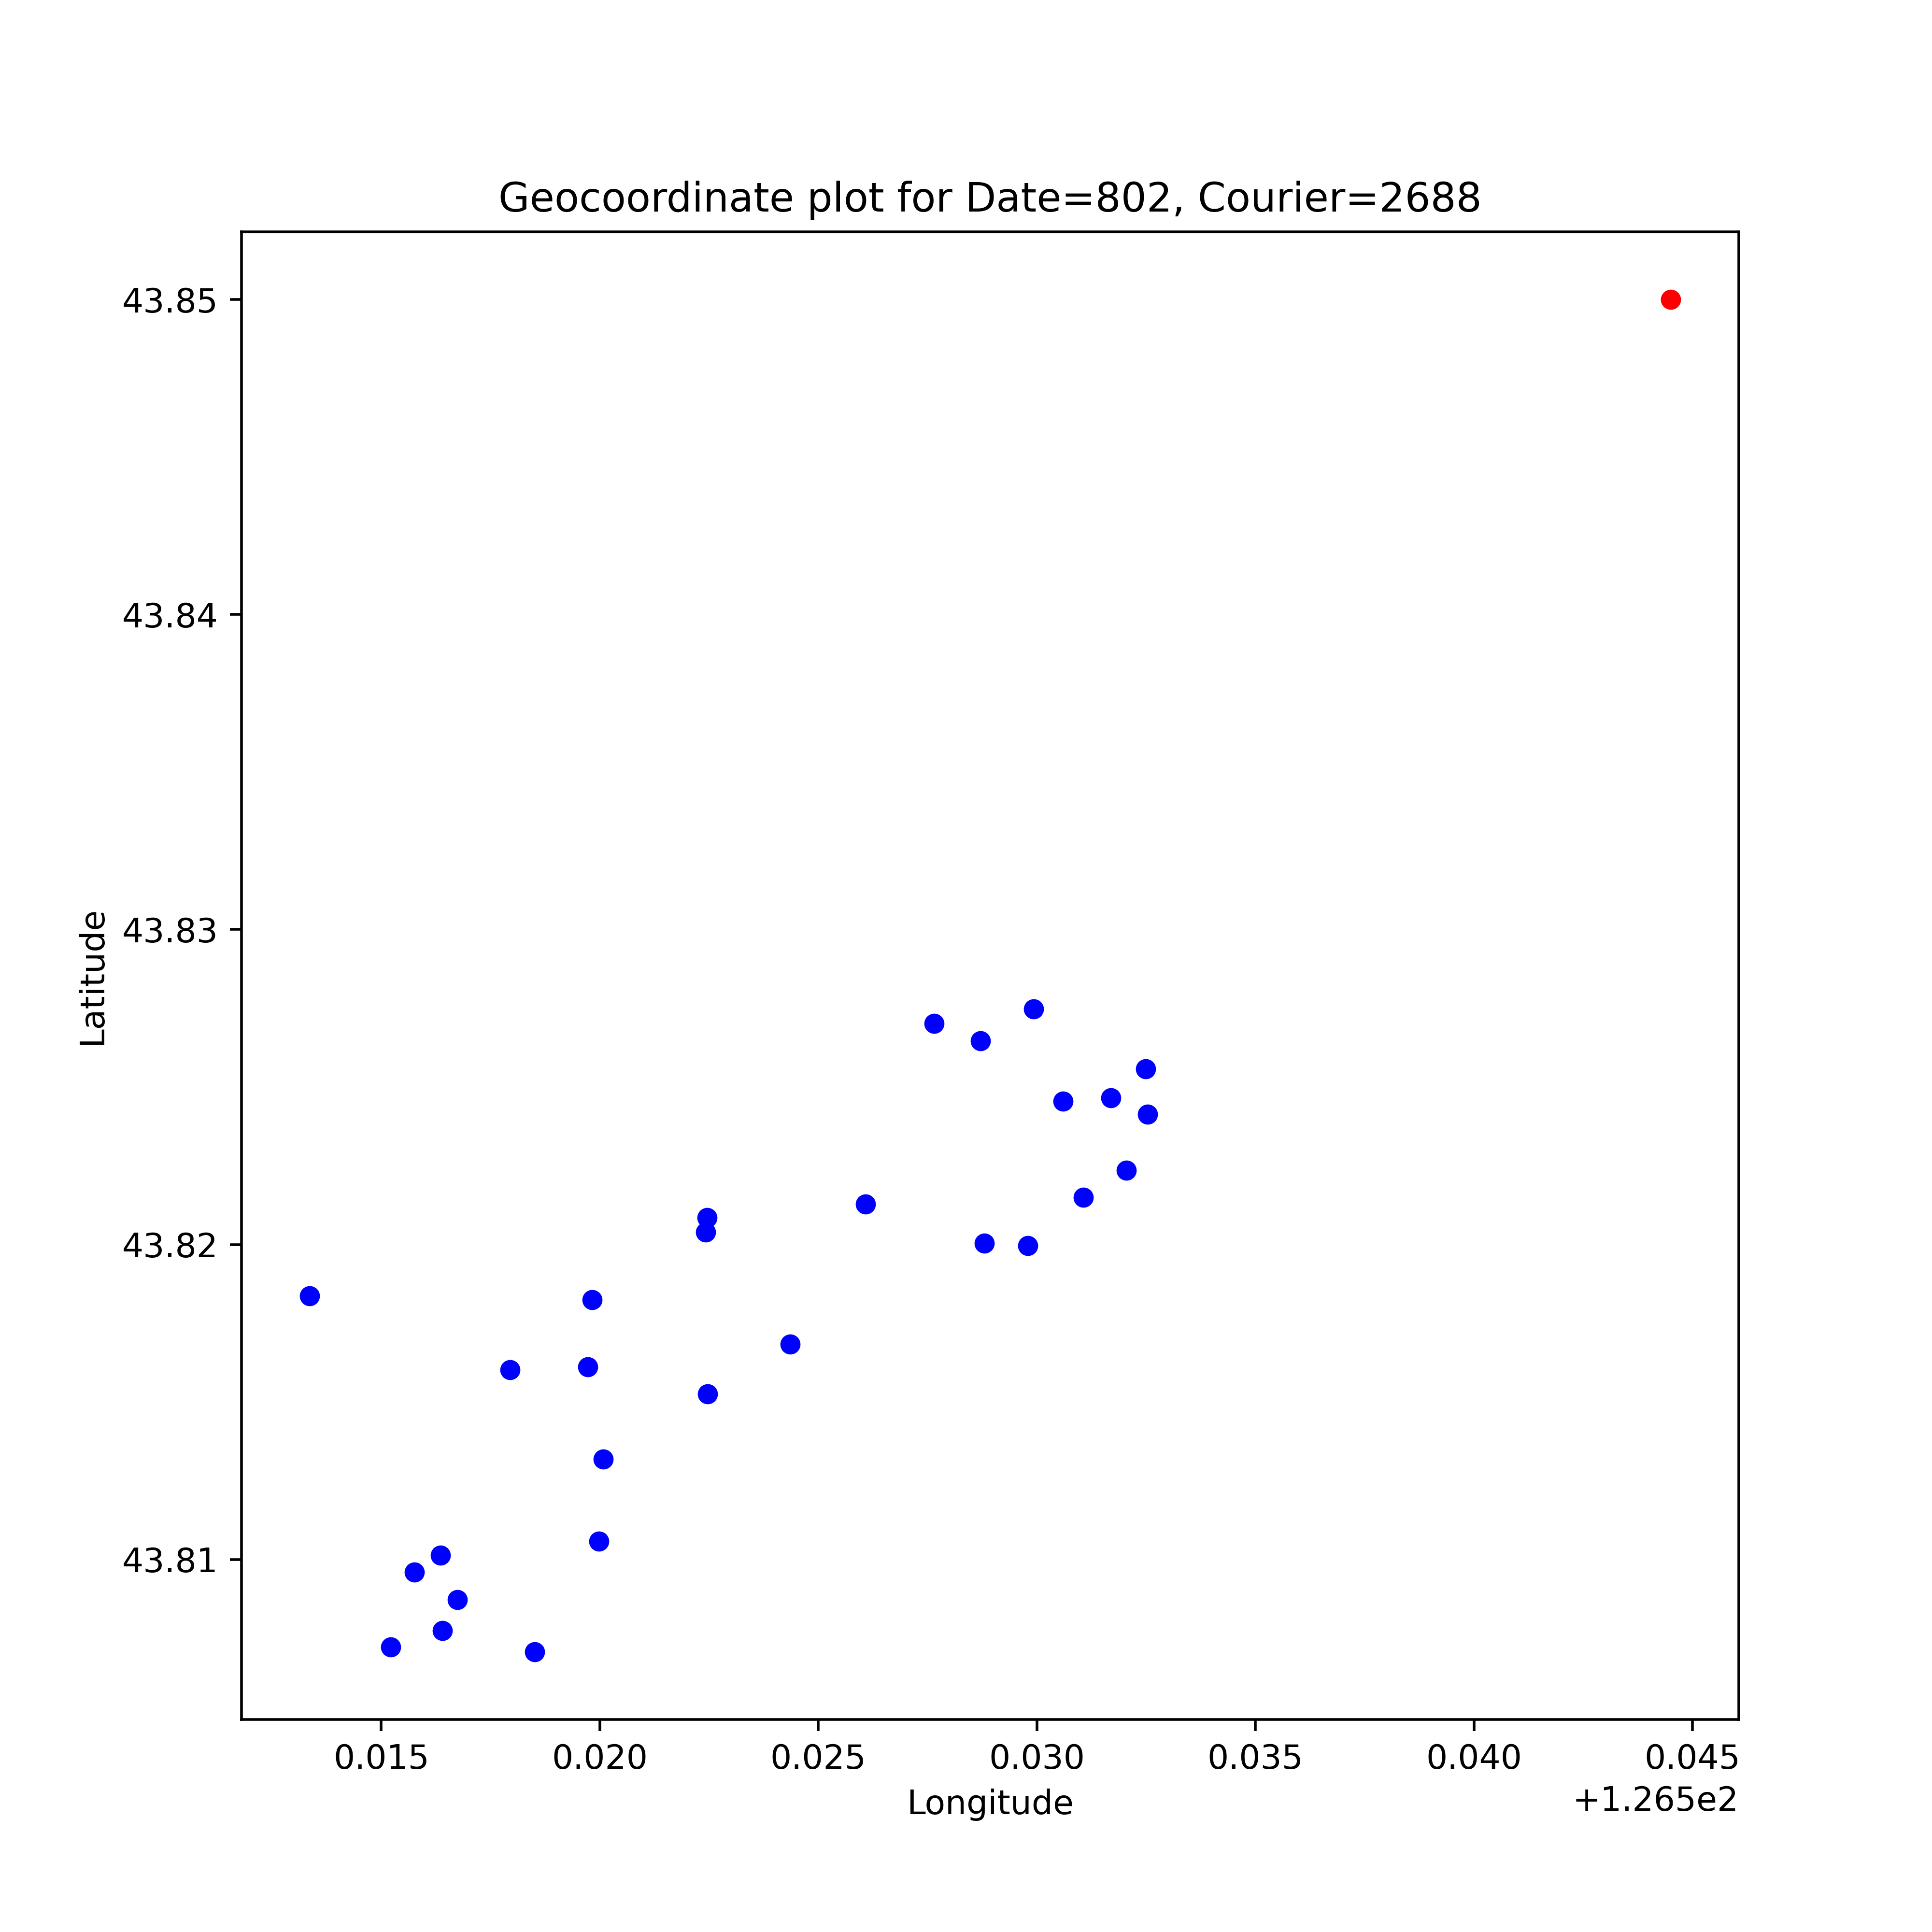 Geocoordinate plot for Date=802, Courier=2688
43.85
43.84
43.83
43.82
43.81
Latitude
0.015 0.020 0.025 0.030 0.035 0.040 0.045
Longitude
+1.265e2